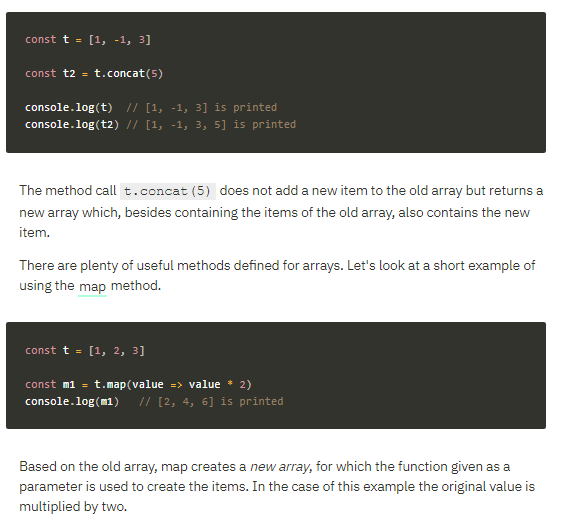 const t = [1, -1, 3]
const t2 = t.concat(5)
console.log(t)  // [1, -1, 3] is printed
console.log(t2) // [1, -1, 3, 5] is printed
The method call t.concat(5) does not add a new item to the old array but returns a
new array which, besides containing the items of the old array, also contains the new
item.
There are plenty of useful methods defined for arrays. Let's look at a short example of
using the map method.
const t = [1, 2, 3]
const m1 = t.map(value => value * 2)
console.log(m1)   // [2, 4, 6] is printed
Based on the old array, map creates a new array, for which the function given as a
parameter is used to create the items. In the case of this example the original value is
multiplied by two.